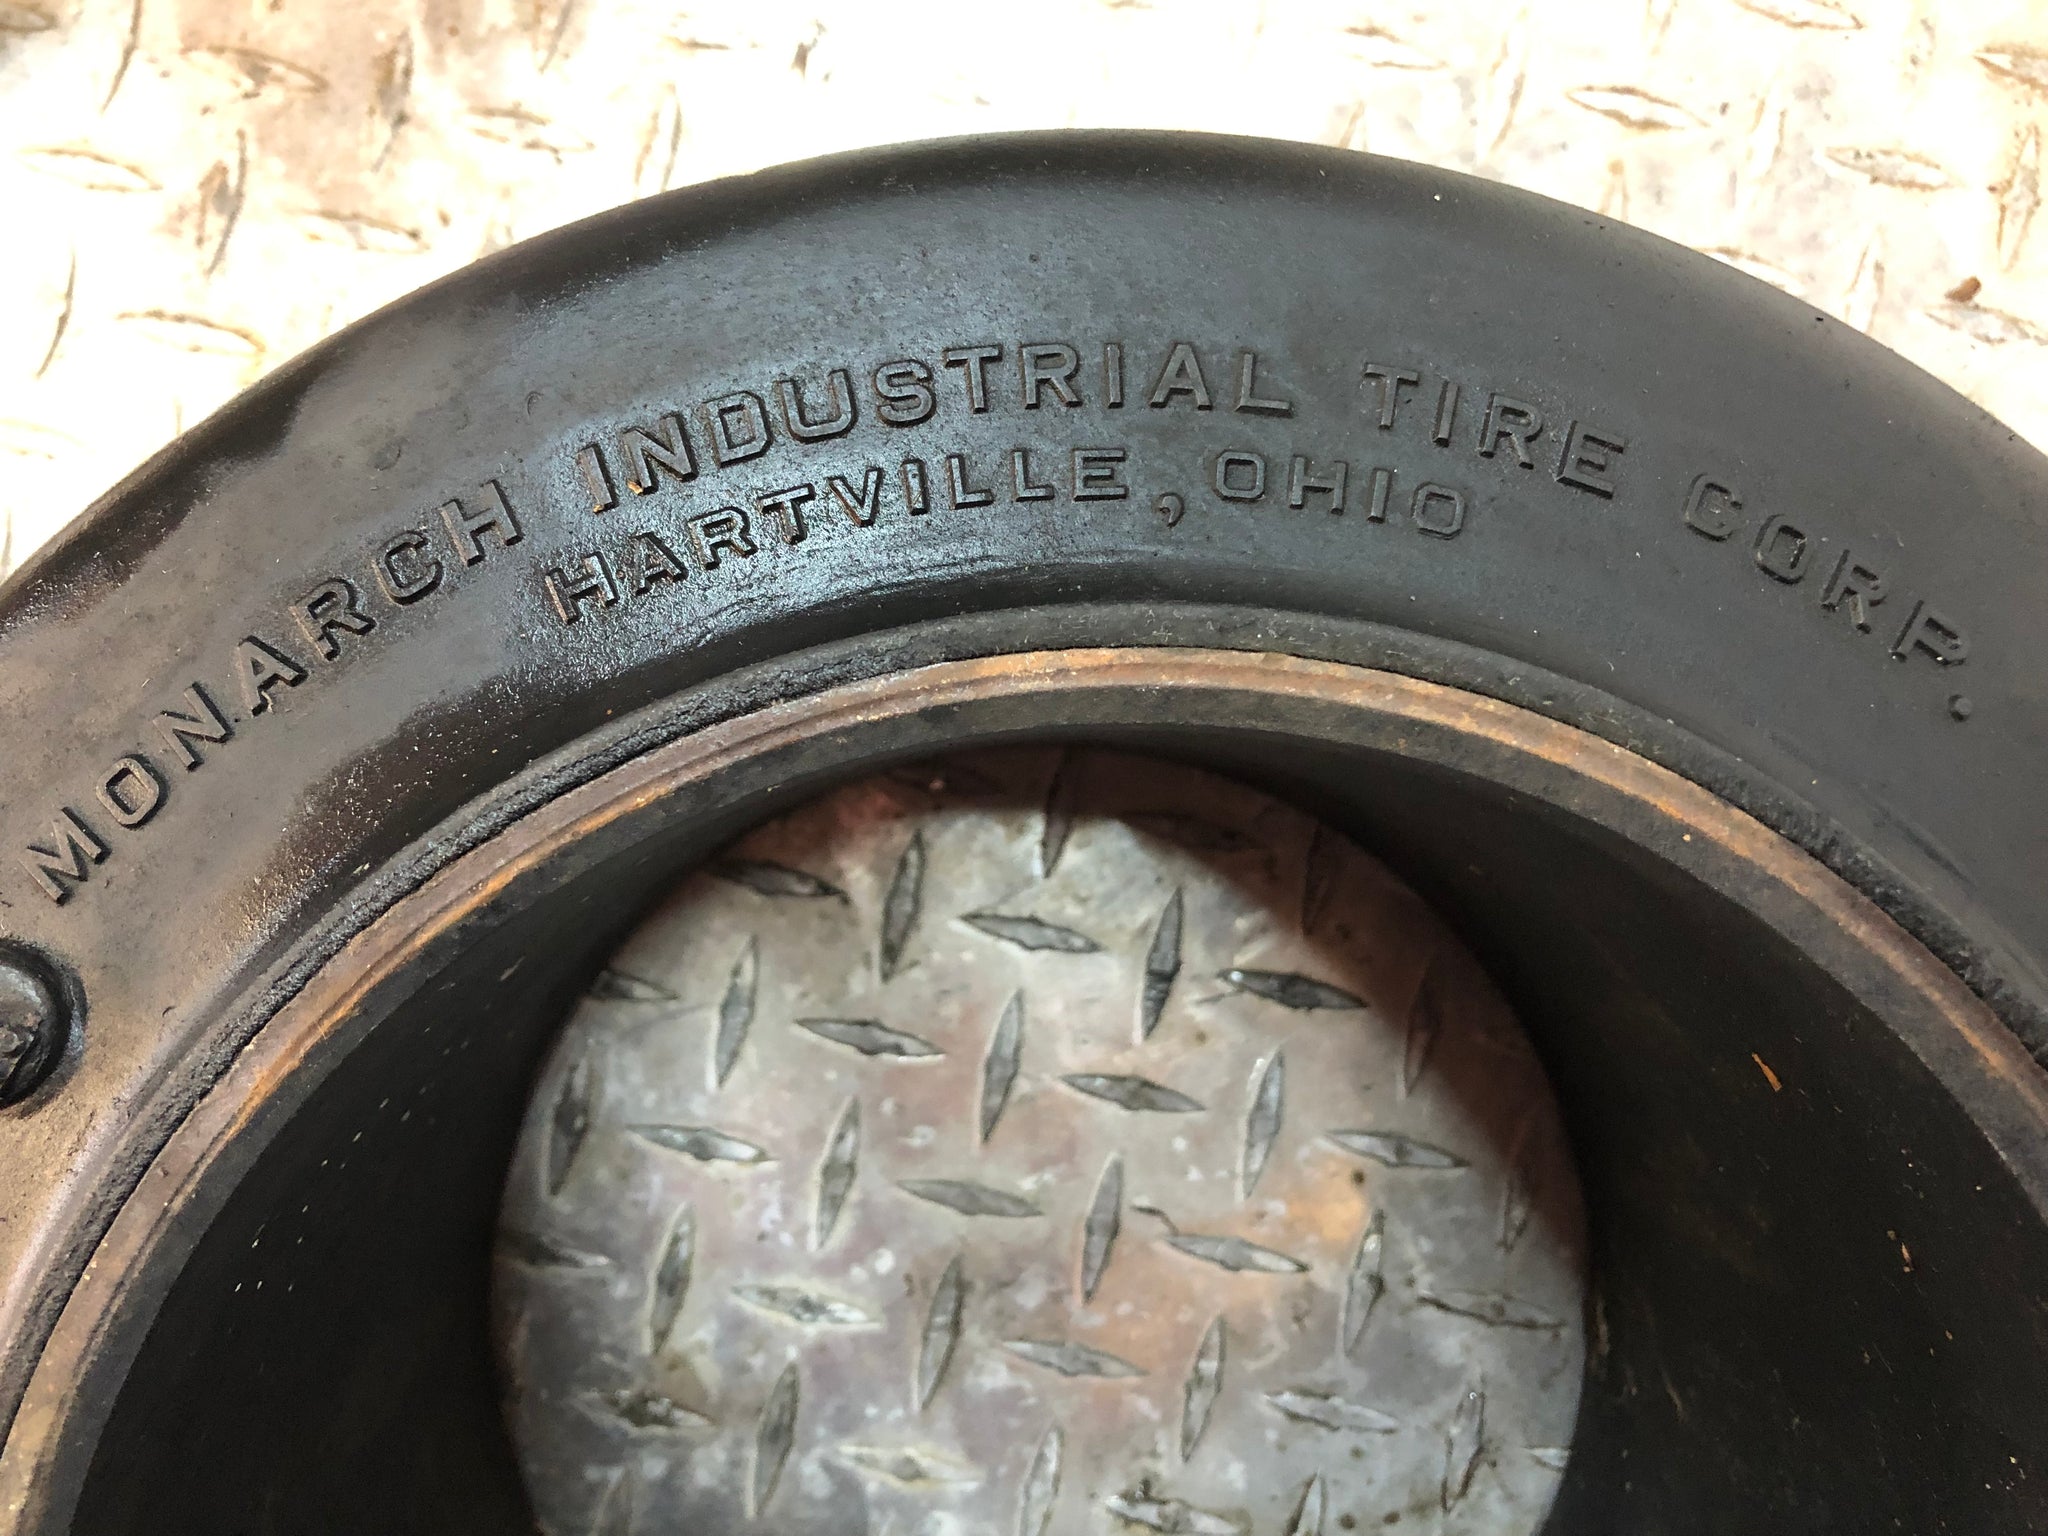 MONARCH INDUSTRIAL TIRE CORP.
HARTVILLE, OHIO